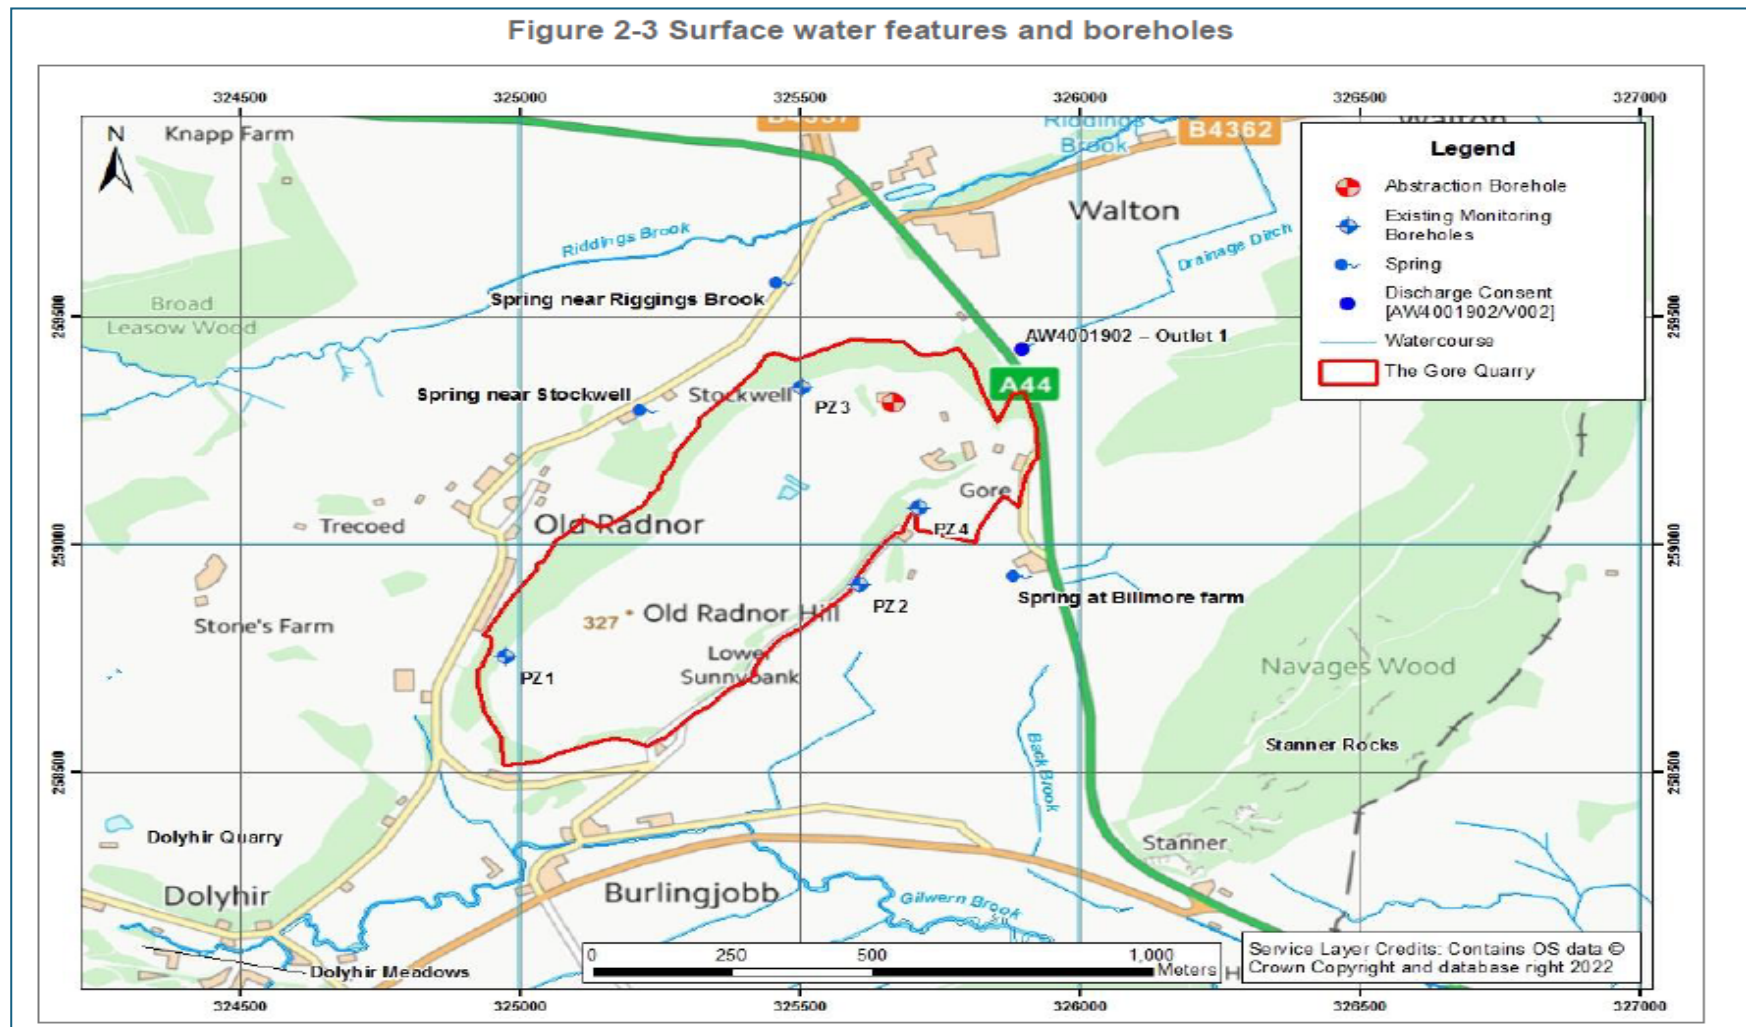 Figure 2-3 Surface water features and boreholes
324500 325000 325500 326000 326500 327000
N
Knapp Farm
Riddings
Brook
B4362
Walton
Riddings Brook
Drainage Ditch
Broad
Leasow Wood
Spring near Riggings Brook
AW4001902 – Outlet 1
A44
Spring near Stockwell
Stockwell
PZ3
Gore
PZ4
Trecoed
Old Radnor
Spring at Billmore farm
PZ2
327
Old Radnor Hill
Stone's Farm
Lower
Sunnybank
PZ1
Navages Wood
Stanner Rocks
Back Brook
Stanner
Dolyhir Quarry
Dolyhir
Burlingjobb
Gilwern Brook
Dolyhir Meadows
Legend
Abstraction Borehole
Existing Monitoring
Boreholes
Spring
Discharge Consent
[AW4001902/V002]
Watercourse
The Gore Quarry
259500
259000
258500
259500
259000
258500
0 250 500 1,000
Meters
Service Layer Credits: Contains OS data ©
Crown Copyright and database right 2022
324500 325000 325500 326000 326500 327000